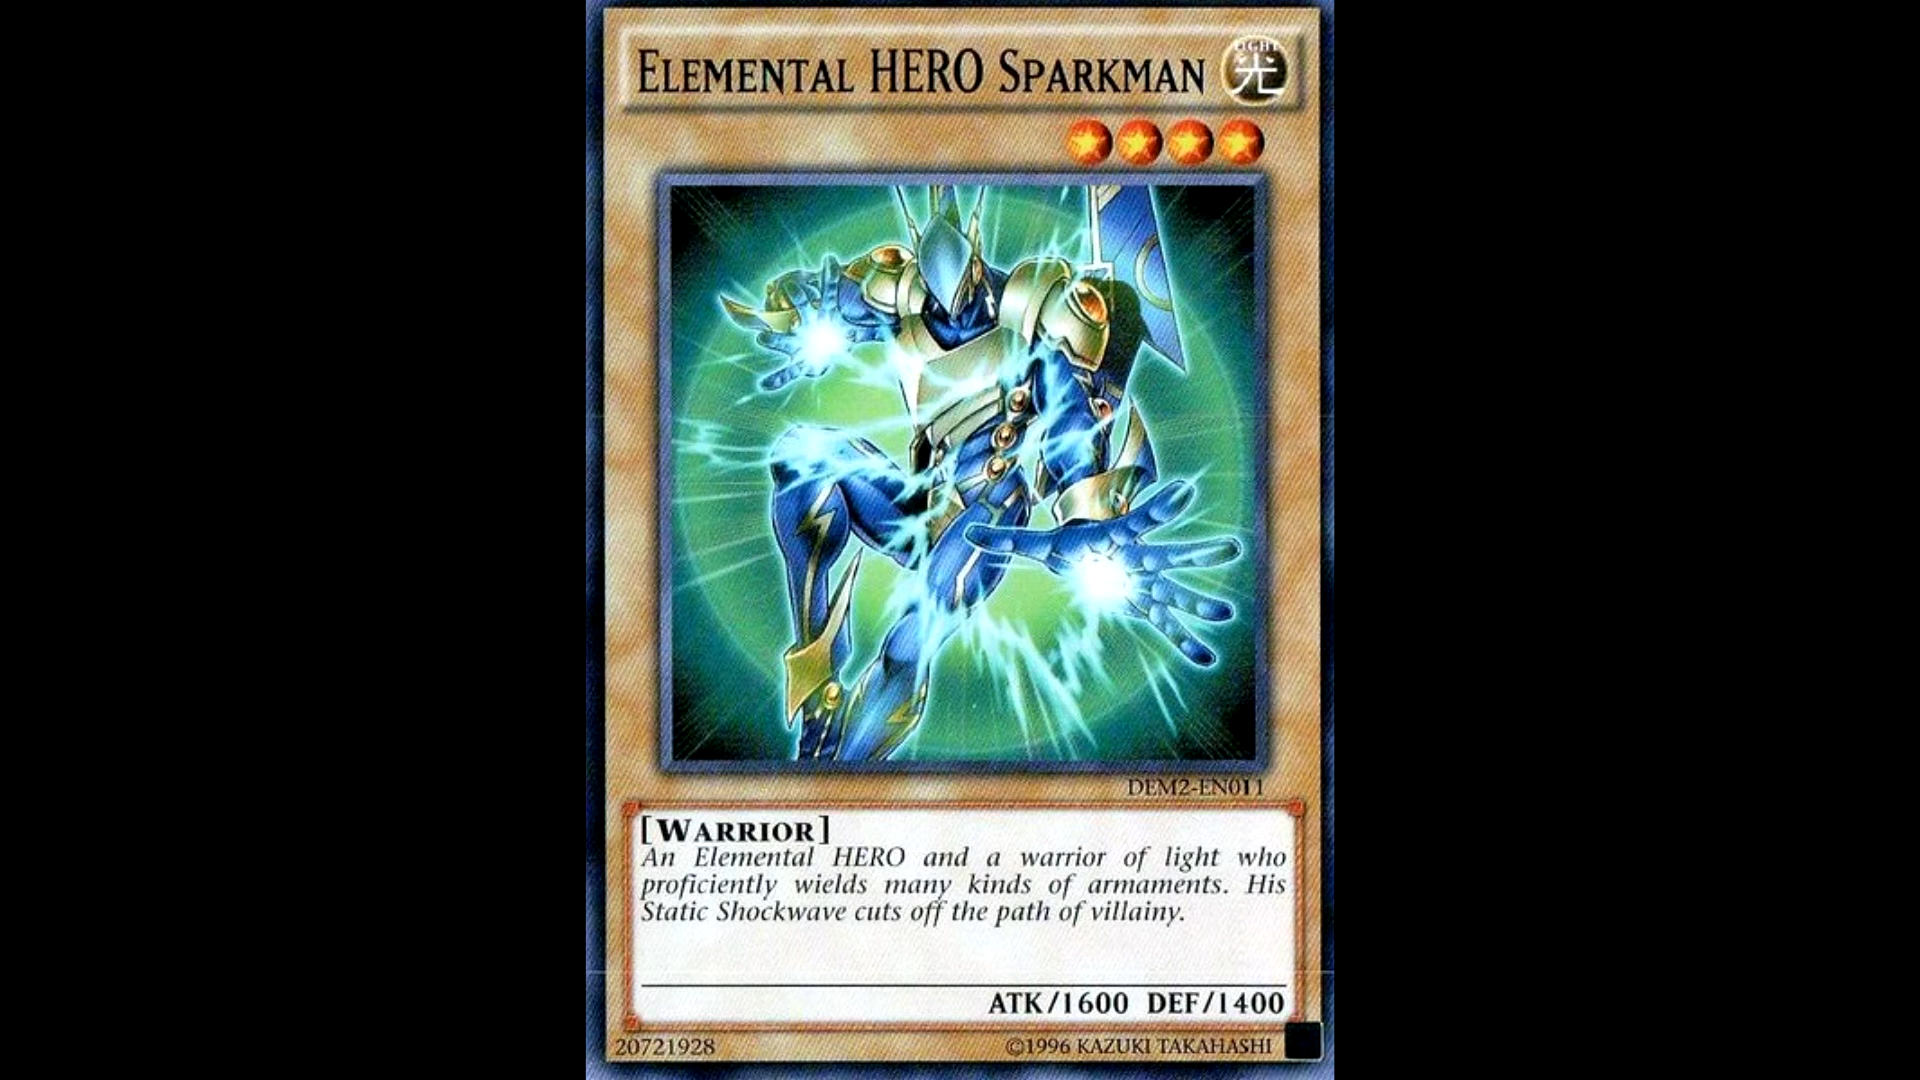 Elemental HERO Sparkman
LIGHT
光
DEM2-EN011
[Warrior]
An Elemental HERO and a warrior of light who
proficiently wields many kinds of armaments. His
Static Shockwave cuts off the path of villainy.
ATK/1600 DEF/1400
20721928
©1996 KAZUKI TAKAHASHI